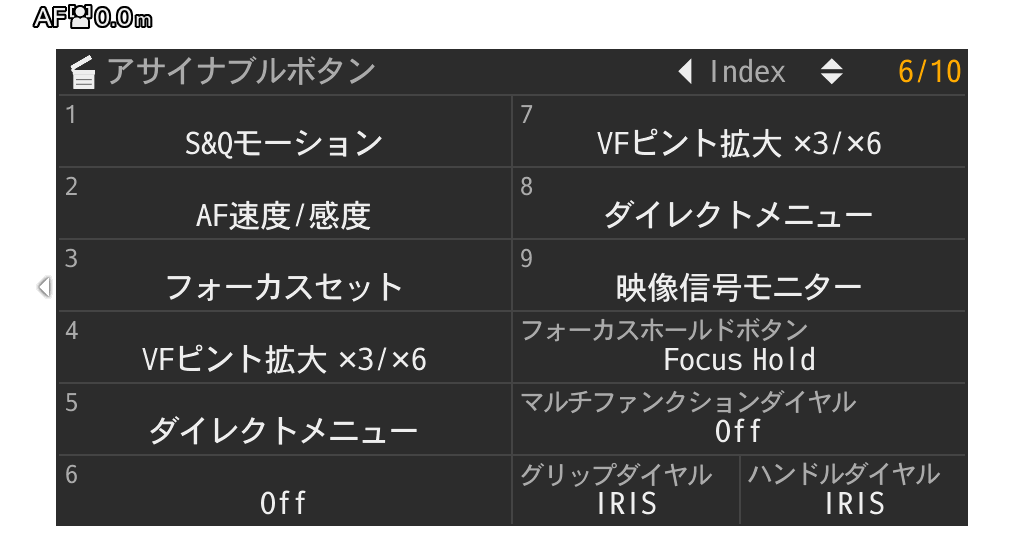 AF 0.0m
アサイナブルボタン Index 6/10
1
S&Qモーション
2
AF速度/感度
3
フォーカスセット
4
VFピント拡大 ×3/×6
5
ダイレクトメニュー
6
Off
7
VFピント拡大 ×3/×6
8
ダイレクトメニュー
9
映像信号モニター
フォーカスホールドボタン
Focus Hold
マルチファンクションダイヤル
Off
グリップダイヤル
IRIS
ハンドルダイヤル
IRIS